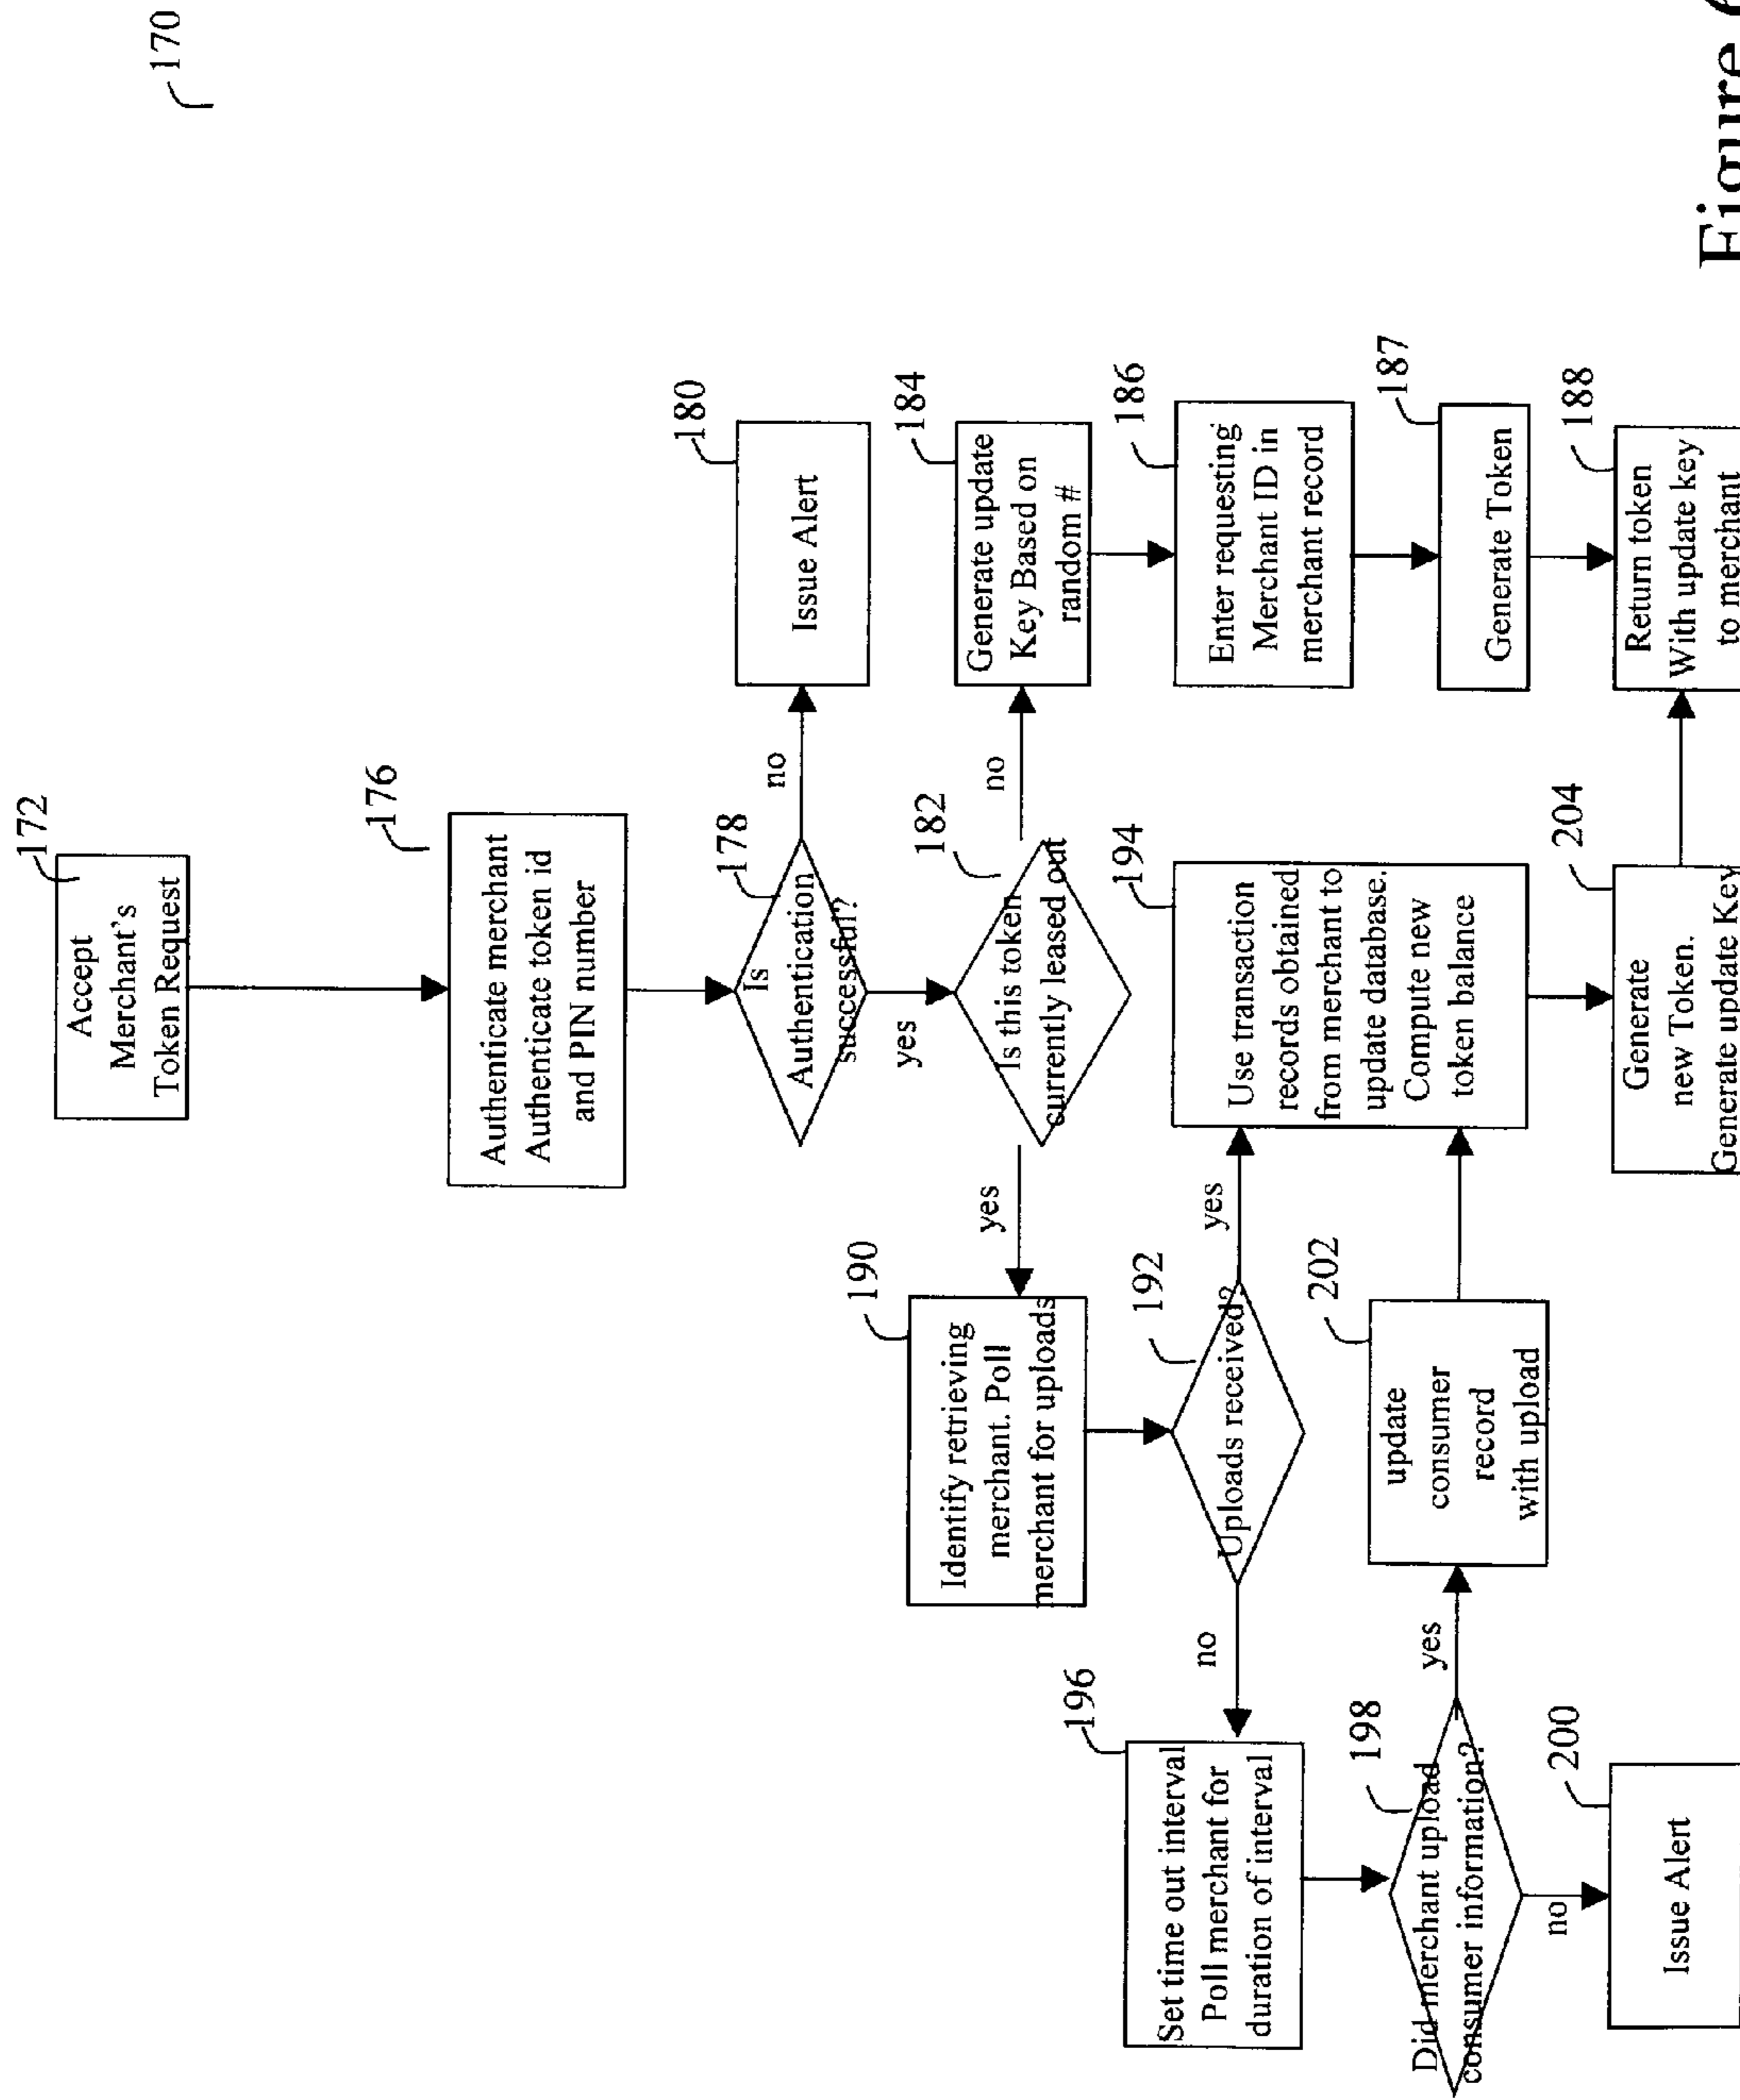 170
172
Accept
Merchant's
Token Request
176
Authenticate merchant
Authenticate token id
and PIN number
178
Is
Authentication
successful?
no
180
Issue Alert
yes
182
Is this token
currently leased out
no
184
Generate update
Key Based on
random #
186
Enter requesting
Merchant ID in
merchant record
187
Generate Token
188
Return token
With update key
to merchant
yes
190
Identify retrieving
merchant. Poll
merchant for uploads
192
Uploads received?
yes
194
Use transaction
records obtained
from merchant to
update database.
Compute new
token balance
no
196
Set time out interval
Poll merchant for
duration of interval
198
Did merchant upload
consumer information?
yes
202
update
consumer
record
with upload
no
200
Issue Alert
204
Generate
new Token.
Generate update Key
Figure